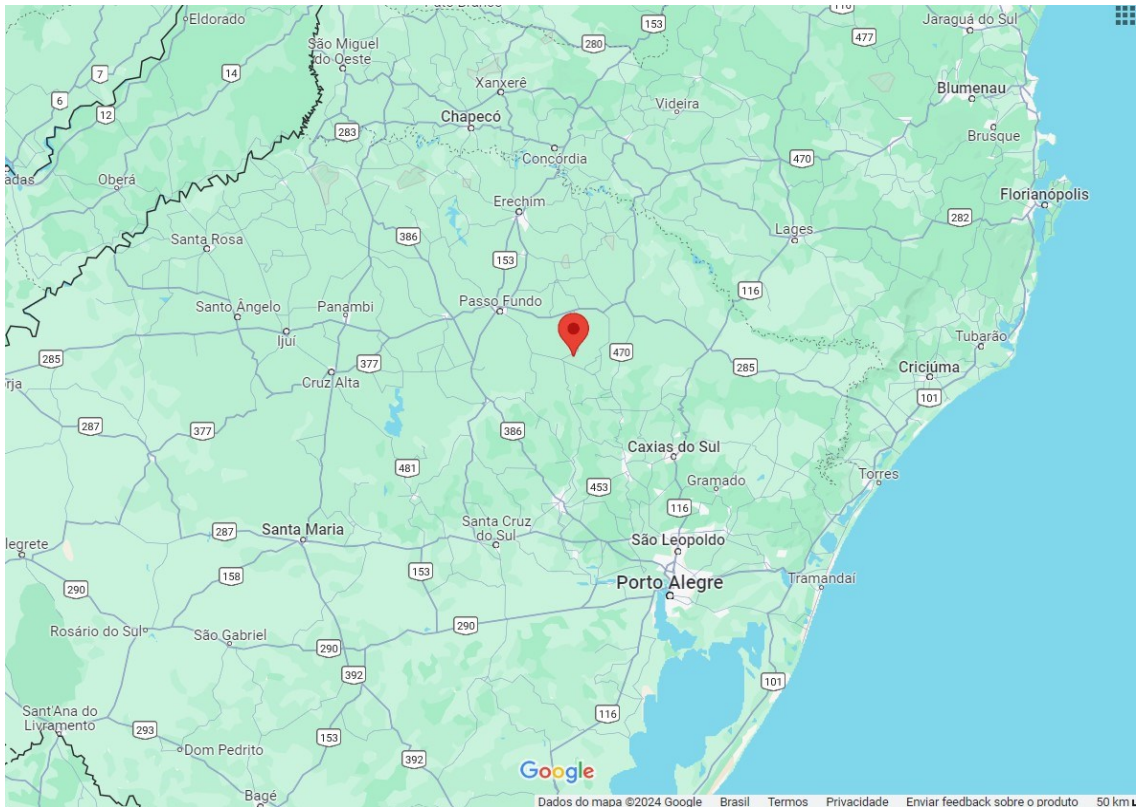 Eldorado
153
Jaraguá do Sul
477
São Miguel
do Oeste
280
7
14
Xanxerê
6
12
Videira
Blumenau
Chapecó
283
Brusque
Concórdia
470
adas
Oberá
Erechim
Florianópolis
282
386
Lages
Santa Rosa
153
116
Santo Ângelo
Panambi
Passo Fundo
Ijuí
Tubarão
285
377
470
285
Criciúma
orja
Cruz Alta
101
287
377
386
Caxias do Sul
481
Torres
453
Gramado
116
287
Santa Maria
Santa Cruz
do Sul
São Leopoldo
legrete
158
153
Porto Alegre
Tramandaí
290
290
Rosário do Sul
São Gabriel
290
392
101
Sant'Ana do
Livramento
116
293
Dom Pedrito
153
392
Google
Bagé
Dados do mapa ©2024 Google Brasil Termos Privacidade Enviar feedback sobre o produto 50 km